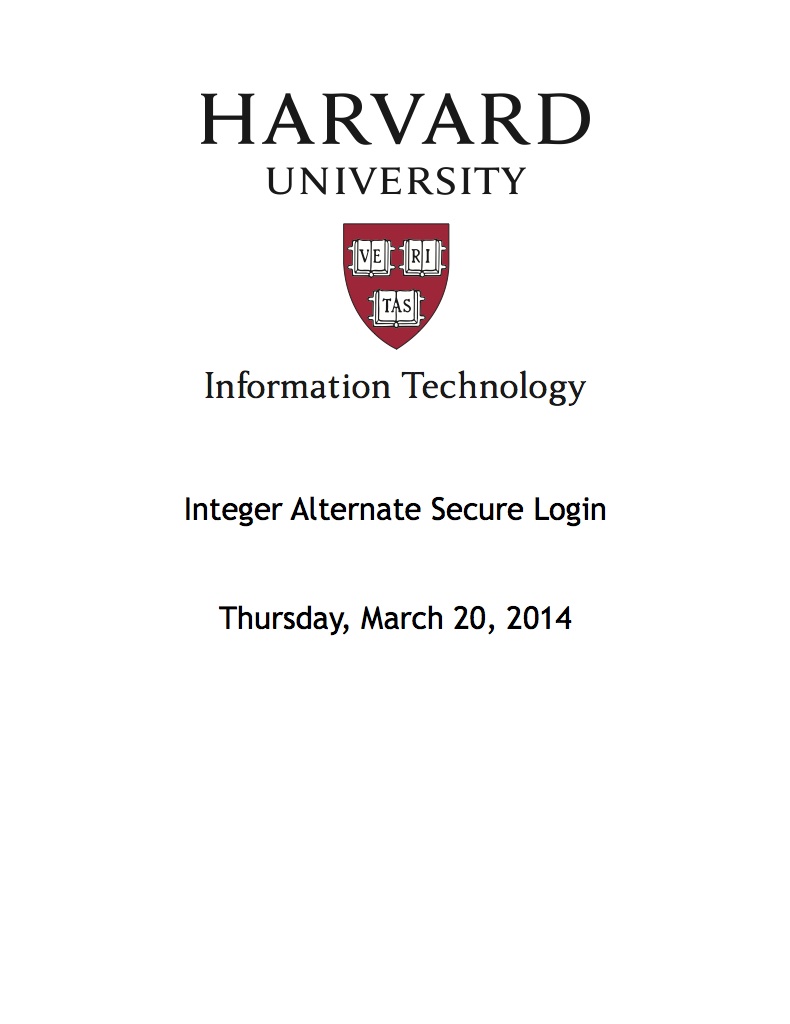 HARVARD
UNIVERSITY
VE RI
TAS
Information Technology
Integer Alternate Secure Login
Thursday, March 20, 2014